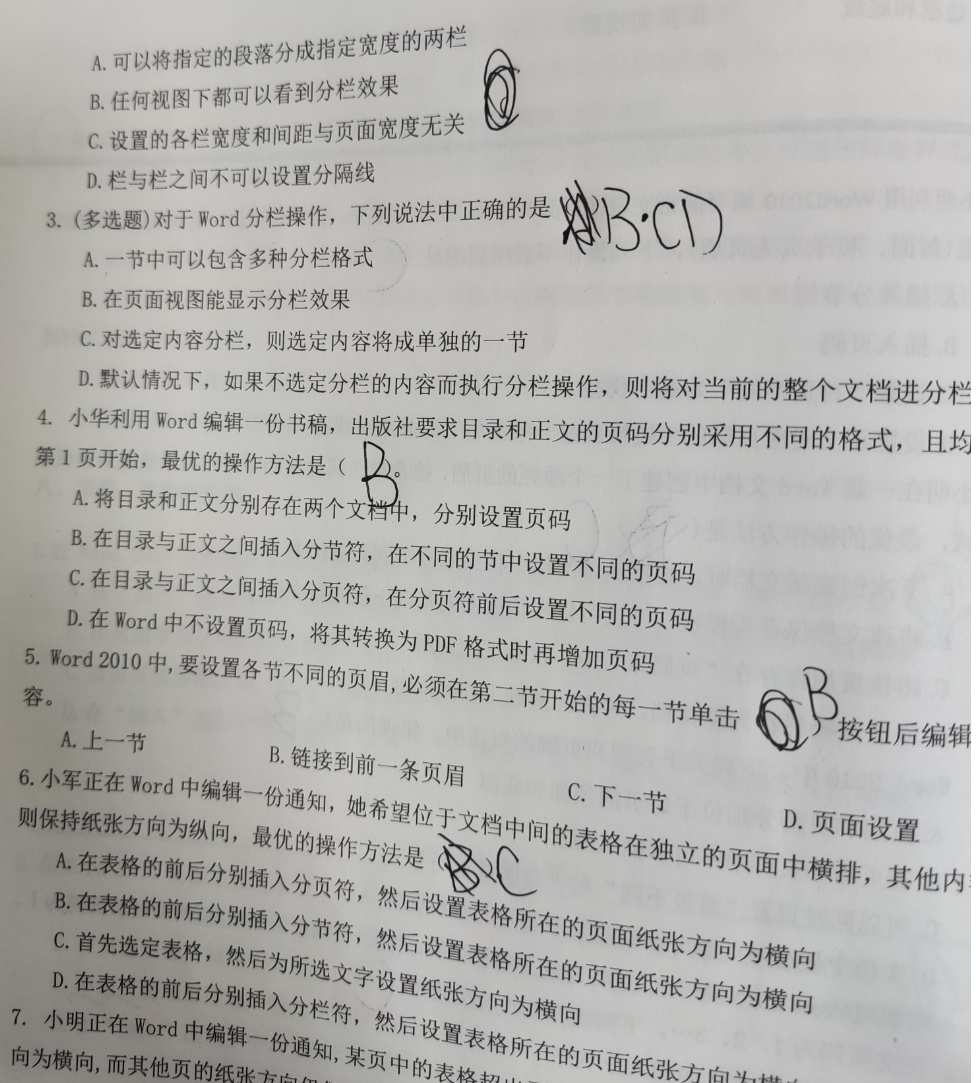 A.可以将指定的段落分成指定宽度的两栏
B.任何视图下都可以看到分栏效果
C.设置的各栏宽度和间距与页面宽度无关
D.栏与栏之间不可以设置分隔线
3.(多选题)对于Word分栏操作，下列说法中正确的是 B·CD
A.一节中可以包含多种分栏格式
B.在页面视图能显示分栏效果
C.对选定内容分栏，则选定内容将成单独的一节
D.默认情况下，如果不选定分栏的内容而执行分栏操作，则将对当前的整个文档进分栏
4. 小华利用Word编辑一份书稿，出版社要求目录和正文的页码分别采用不同的格式，且均
第1页开始，最优的操作方法是（ B ）。
A.将目录和正文分别存在两个文档中，分别设置页码
B.在目录与正文之间插入分节符，在不同的节中设置不同的页码
C.在目录与正文之间插入分页符，在分页符前后设置不同的页码
D.在Word中不设置页码，将其转换为PDF格式时再增加页码
5. Word 2010中,要设置各节不同的页眉,必须在第二节开始的每一节单击 B 按钮后编辑
容。
A.上一节 B.链接到前一条页眉 C.下一节 D.页面设置
6.小军正在Word中编辑一份通知，她希望位于文档中间的表格在独立的页面中横排，其他内
则保持纸张方向为纵向，最优的操作方法是 C
A.在表格的前后分别插入分页符，然后设置表格所在的页面纸张方向为横向
B.在表格的前后分别插入分节符，然后设置表格所在的页面纸张方向为横向
C.首先选定表格，然后为所选文字设置纸张方向为横向
D.在表格的前后分别插入分栏符，然后设置表格所在的页面纸张方向为
7. 小明正在Word中编辑一份通知,某页中的表格
向为横向,而其他页的纸张方向